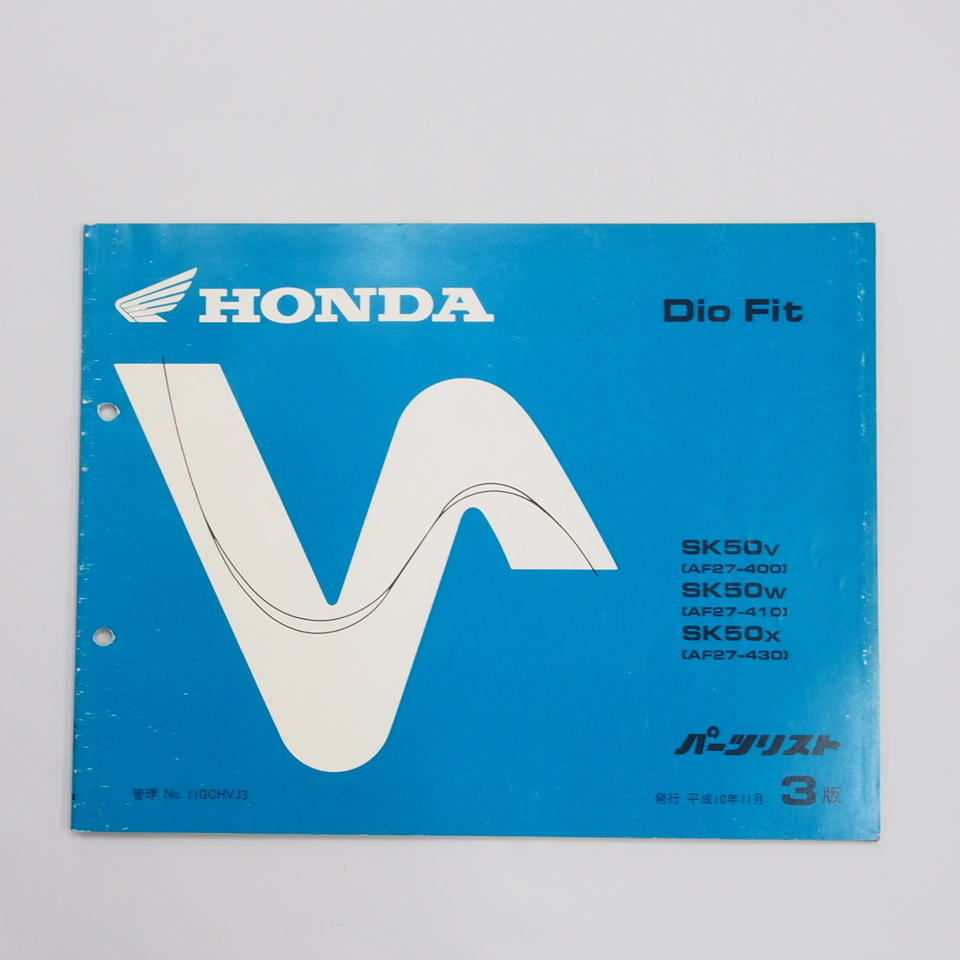 HONDA
Dio Fit
SK50V
(AF27-400)
SK50W
(AF27-410)
SK50X
(AF27-430)
パーツリスト
管理 No. 11GCHVJ3
発行 平成10年11月 3版